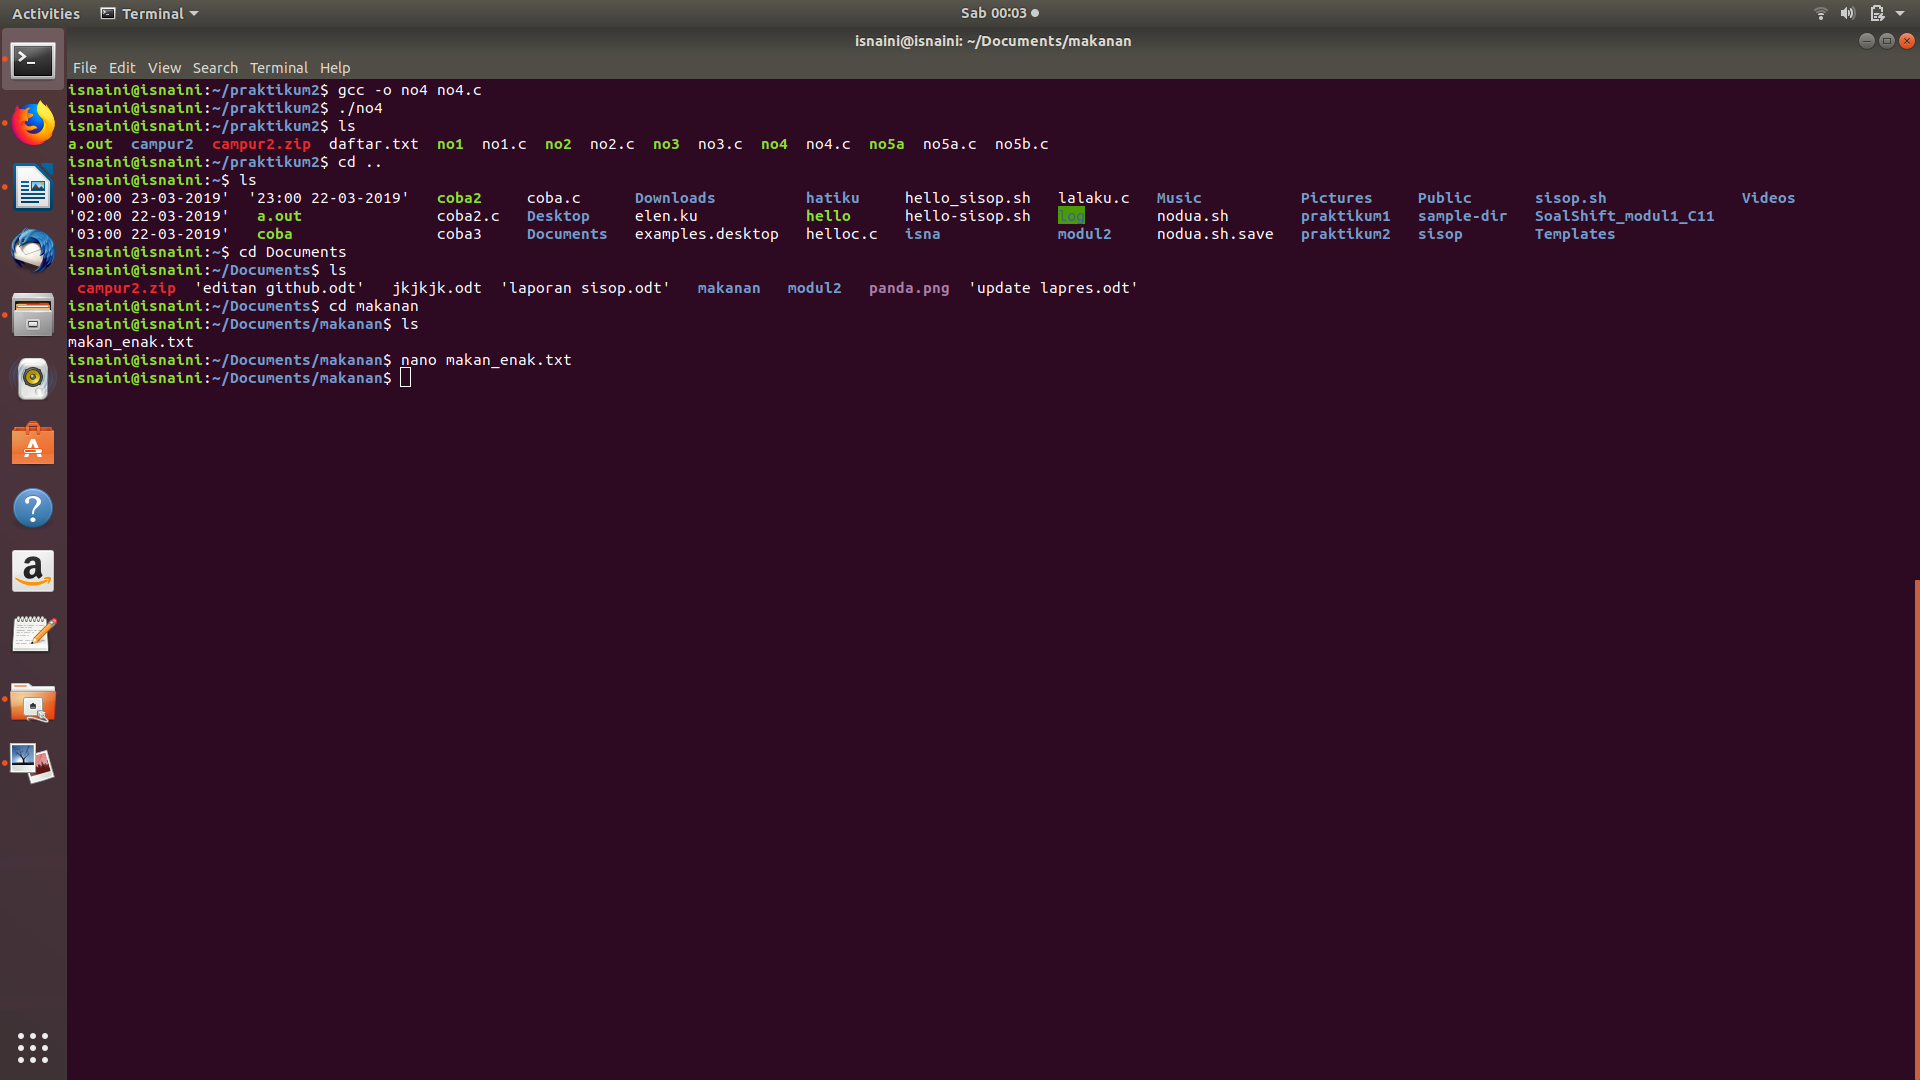 Activities Terminal Sab 00:03
isnaini@isnaini: ~/Documents/makanan
File Edit View Search Terminal Help
isnaini@isnaini:~/praktikum2$ gcc -o no4 no4.c
isnaini@isnaini:~/praktikum2$ ./no4
isnaini@isnaini:~/praktikum2$ ls
a.out campur2 campur2.zip daftar.txt no1 no1.c no2 no2.c no3 no3.c no4 no4.c no5a no5a.c no5b.c
isnaini@isnaini:~/praktikum2$ cd ..
isnaini@isnaini:~$ ls
'00:00 23-03-2019' '23:00 22-03-2019' coba2 coba.c Downloads hatiku hello_sisop.sh lalaku.c Music Pictures Public sisop.sh Videos
'02:00 22-03-2019' a.out coba2.c Desktop elen.ku hello hello-sisop.sh log nodua.sh praktikum1 sample-dir SoalShift_modul1_C11
'03:00 22-03-2019' coba coba3 Documents examples.desktop helloc.c isna modul2 nodua.sh.save praktikum2 sisop Templates
isnaini@isnaini:~$ cd Documents
isnaini@isnaini:~/Documents$ ls
campur2.zip 'editan github.odt' jkjkjk.odt 'laporan sisop.odt' makanan modul2 panda.png 'update lapres.odt'
isnaini@isnaini:~/Documents$ cd makanan
isnaini@isnaini:~/Documents/makanan$ ls
makan_enak.txt
isnaini@isnaini:~/Documents/makanan$ nano makan_enak.txt
isnaini@isnaini:~/Documents/makanan$